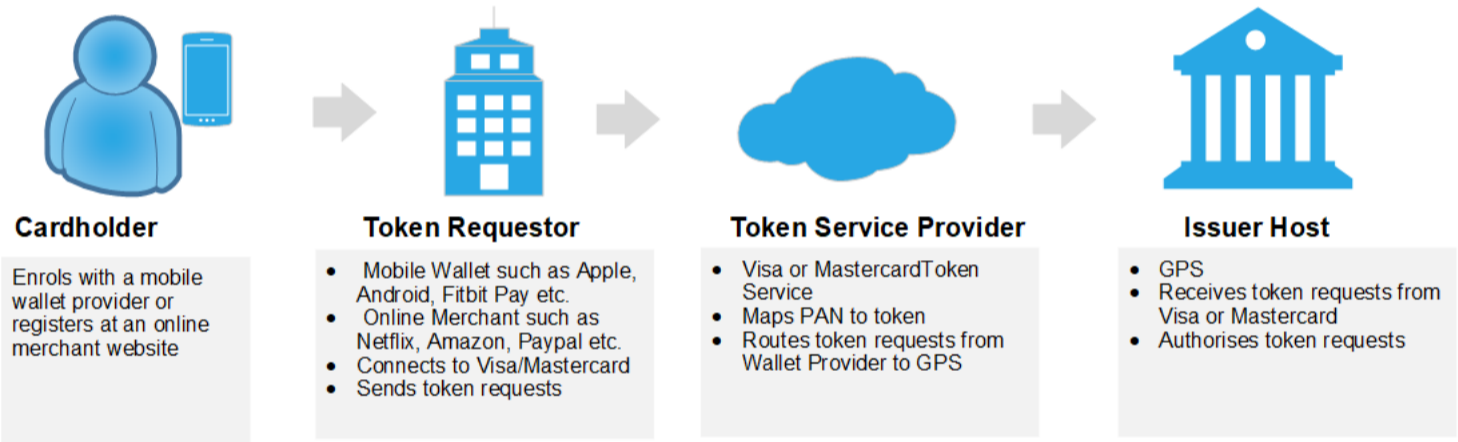 Cardholder
Enrols with a mobile
wallet provider or
registers at an online
merchant website
Token Requestor
• Mobile Wallet such as Apple,
Android, Fitbit Pay etc.
• Online Merchant such as
Netflix, Amazon, Paypal etc.
• Connects to Visa/Mastercard
• Sends token requests
Token Service Provider
• Visa or MastercardToken
Service
• Maps PAN to token
• Routes token requests from
Wallet Provider to GPS
Issuer Host
• GPS
• Receives token requests from
Visa or Mastercard
• Authorises token requests